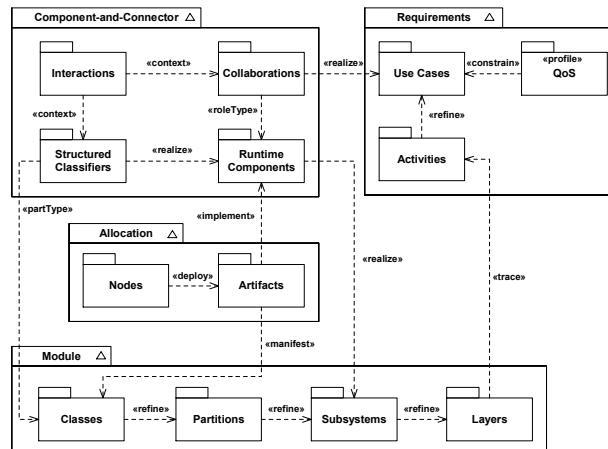 Component-and-Connector △
Requirements △
Interactions
«context»
Collaborations
«realize»
Use Cases
«constrain»
«profile»
QoS
«context»
«roleType»
«refine»
Structured
Classifiers
«realize»
Runtime
Components
Activities
«partType»
«implement»
Allocation △
Nodes
«deploy»
Artifacts
«realize»
«trace»
«manifest»
Module △
Classes
«refine»
Partitions
«refine»
Subsystems
«refine»
Layers